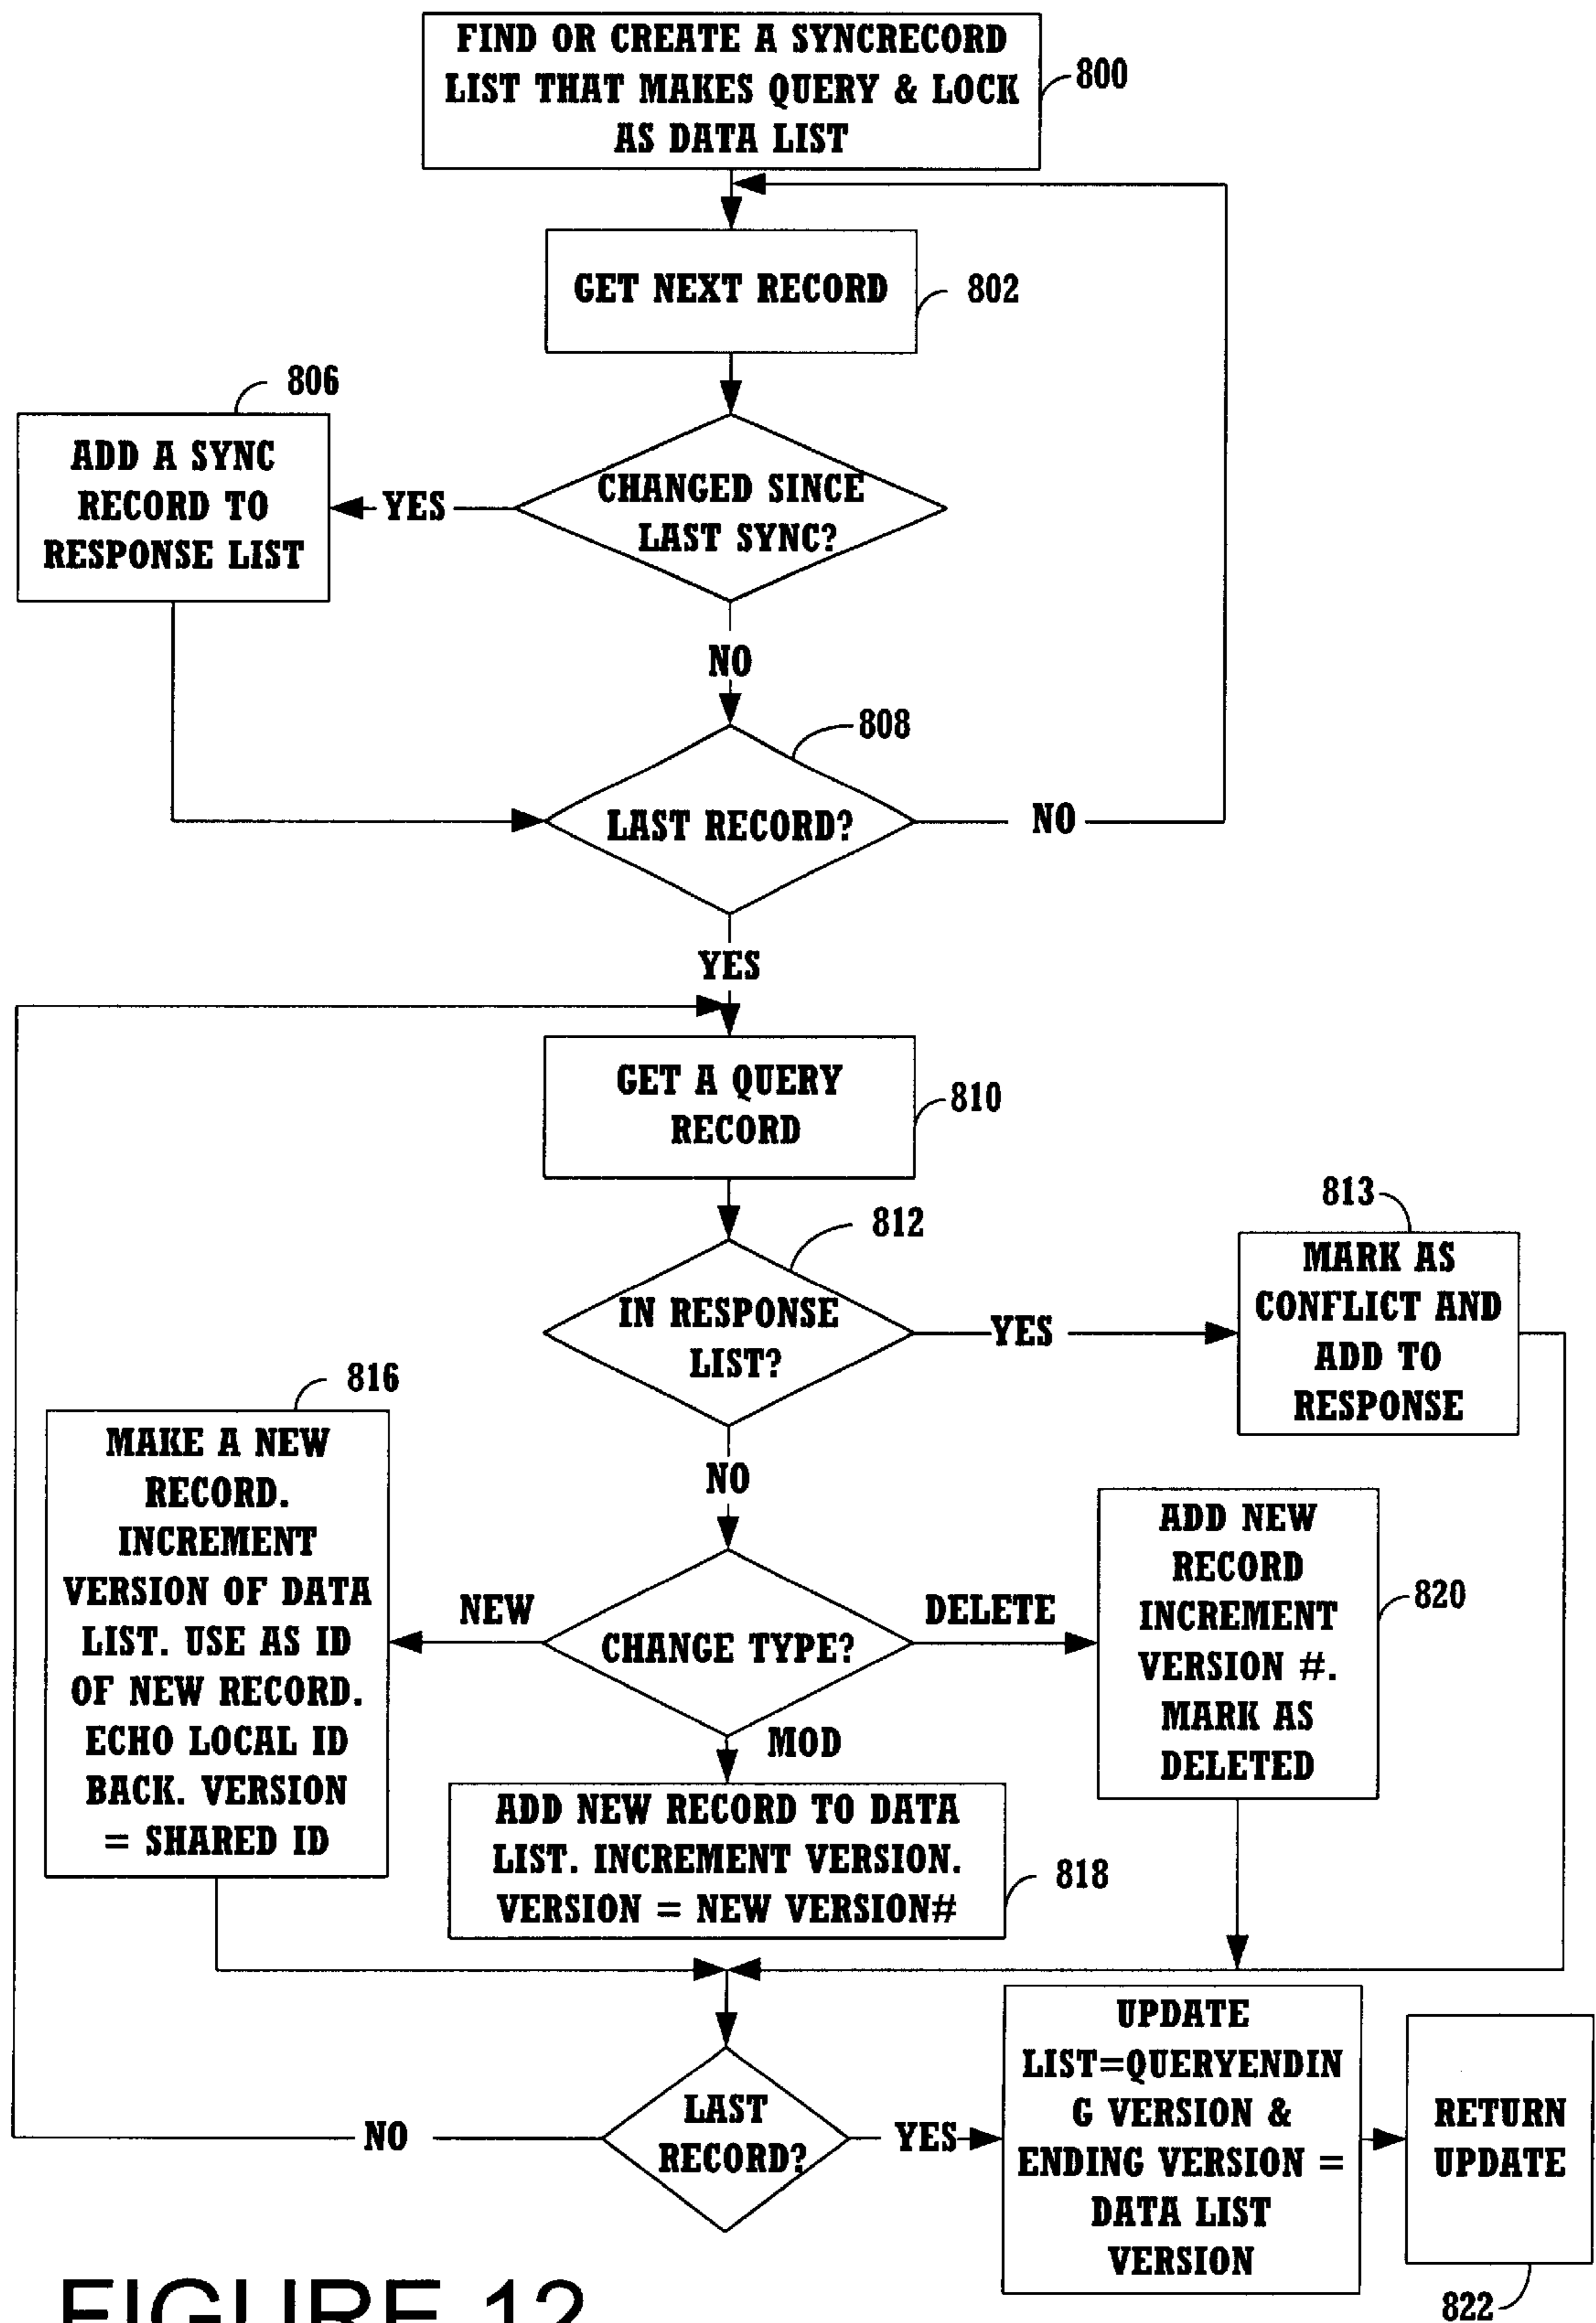 FIND OR CREATE A SYNCRECORD
LIST THAT MAKES QUERY & LOCK
AS DATA LIST
800
GET NEXT RECORD
802
806
ADD A SYNC
RECORD TO
RESPONSE LIST
YES
CHANGED SINCE
LAST SYNC?
NO
808
LAST RECORD?
NO
YES
GET A QUERY
RECORD
810
812
IN RESPONSE
LIST?
YES
813
MARK AS
CONFLICT AND
ADD TO
RESPONSE
NO
816
MAKE A NEW
RECORD.
INCREMENT
VERSION OF DATA
LIST. USE AS ID
OF NEW RECORD.
ECHO LOCAL ID
BACK. VERSION
= SHARED ID
NEW
CHANGE TYPE?
DELETE
ADD NEW
RECORD
INCREMENT
VERSION #.
MARK AS
DELETED
820
MOD
ADD NEW RECORD TO DATA
LIST. INCREMENT VERSION.
VERSION = NEW VERSION#
818
NO
LAST
RECORD?
YES
UPDATE
LIST=QUERYENDIN
G VERSION &
ENDING VERSION =
DATA LIST
VERSION
RETURN
UPDATE
822
FIGURE 12